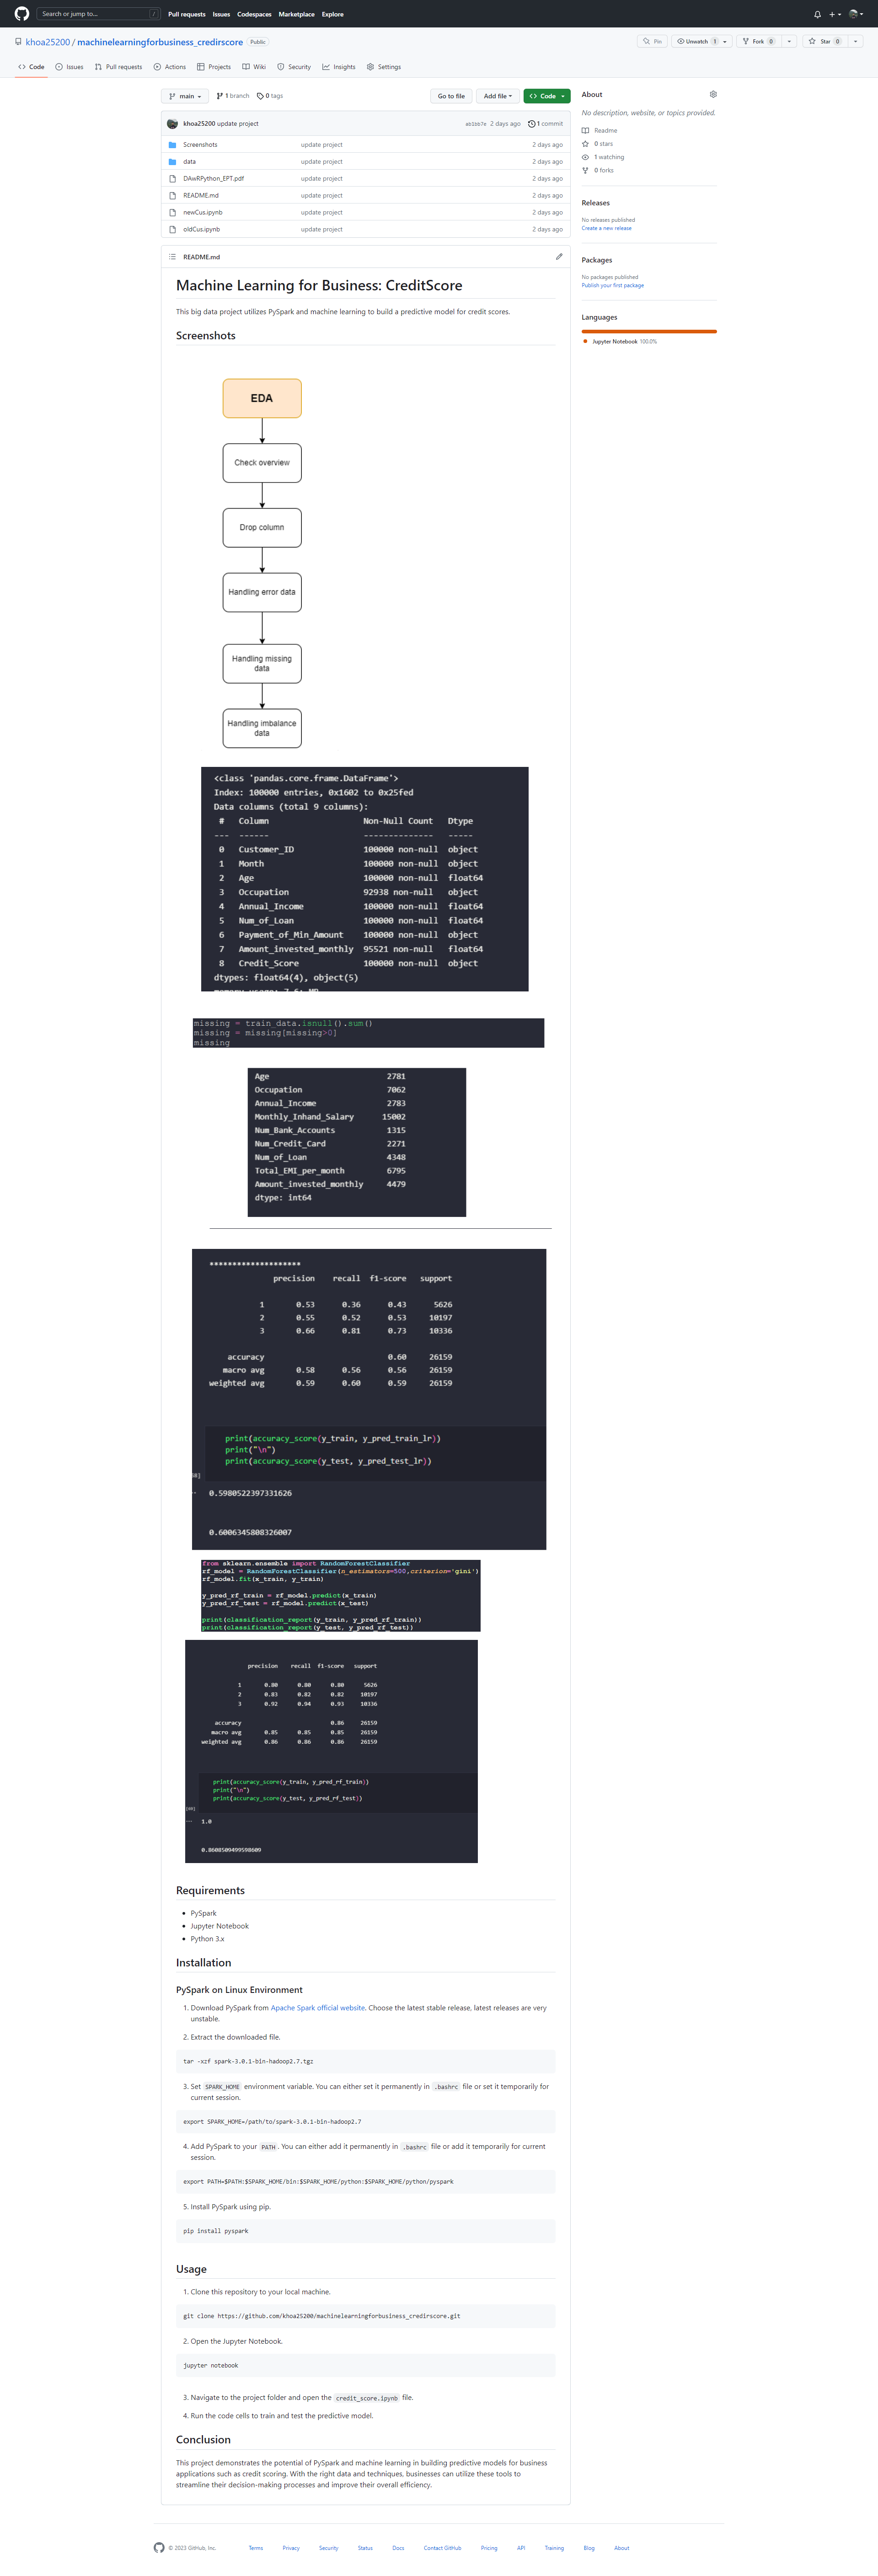 Search or jump to... /
Pull requests Issues Codespaces Marketplace Explore
khoa25200 / machinelearningforbusiness_credirscore Public
Pin Unwatch 1 Fork 0 Star 0
Code Issues Pull requests Actions Projects Wiki Security Insights Settings
main 1 branch 0 tags Go to file Add file Code
khoa25200 update project 2 days ago 1 commit
Screenshots update project 2 days ago
data update project 2 days ago
DAwRPython_EPT.pdf update project 2 days ago
README.md update project 2 days ago
newCus.ipynb update project 2 days ago
oldCus.ipynb update project 2 days ago
About
No description, website, or topics provided.
Readme
0 stars
1 watching
0 forks
Releases
No releases published
Create a new release
Packages
No packages published
Publish your first package
Languages
Jupyter Notebook 100.0%
README.md
Machine Learning for Business: CreditScore
This big data project utilizes PySpark and machine learning to build a predictive model for credit scores.
Screenshots
EDA
Check overview
Drop column
Handling error data
Handling missing
data
Handling imbalance
data
<class 'pandas.core.frame.DataFrame'>
Index: 100000 entries, 0x1602 to 0x25fed
Data columns (total 9 columns):
# Column Non-Null Count Dtype
--- ------ -------------- -----
0 Customer_ID 100000 non-null object
1 Month 100000 non-null object
2 Age 100000 non-null float64
3 Occupation 92938 non-null object
4 Annual_Income 100000 non-null float64
5 Num_of_Loan 100000 non-null float64
6 Payment_of_Min_Amount 100000 non-null object
7 Amount_invested_monthly 95521 non-null float64
8 Credit_Score 100000 non-null object
dtypes: float64(4), object(5)
memory usage: 7.6+ MB
missing = train_data.isnull().sum()
missing = missing[missing>0]
missing
Age 2781
Occupation 7062
Annual_Income 2783
Monthly_Inhand_Salary 15002
Num_Bank_Accounts 1315
Num_Credit_Card 2271
Num_of_Loan 4348
Total_EMI_per_month 6795
Amount_invested_monthly 4479
dtype: int64
********************
precision recall f1-score support
1 0.53 0.36 0.43 5626
2 0.55 0.52 0.53 10197
3 0.66 0.81 0.73 10336
accuracy 0.60 26159
macro avg 0.58 0.56 0.56 26159
weighted avg 0.59 0.60 0.59 26159
print(accuracy_score(y_train, y_pred_train_lr))
print("\n")
print(accuracy_score(y_test, y_pred_test_lr))
0.5980522397331626
0.6006345808326007
from sklearn.ensemble import RandomForestClassifier
rf_model = RandomForestClassifier(n_estimators=500,criterion='gini')
rf_model.fit(x_train, y_train)
y_pred_rf_train = rf_model.predict(x_train)
y_pred_rf_test = rf_model.predict(x_test)
print(classification_report(y_train, y_pred_rf_train))
print(classification_report(y_test, y_pred_rf_test))
precision recall f1-score support
1 0.80 0.80 0.80 5626
2 0.83 0.82 0.82 10197
3 0.92 0.94 0.93 10336
accuracy 0.86 26159
macro avg 0.85 0.85 0.85 26159
weighted avg 0.86 0.86 0.86 26159
print(accuracy_score(y_train, y_pred_rf_train))
print("\n")
print(accuracy_score(y_test, y_pred_rf_test))
1.0
0.8608509499598609
Requirements
• PySpark
• Jupyter Notebook
• Python 3.x
Installation
PySpark on Linux Environment
1. Download PySpark from Apache Spark official website. Choose the latest stable release, latest releases are very
unstable.
2. Extract the downloaded file.
tar -xzf spark-3.0.1-bin-hadoop2.7.tgz
3. Set SPARK_HOME environment variable. You can either set it permanently in .bashrc file or set it temporarily for
current session.
export SPARK_HOME=/path/to/spark-3.0.1-bin-hadoop2.7
4. Add PySpark to your PATH . You can either add it permanently in .bashrc file or add it temporarily for current
session.
export PATH=$PATH:$SPARK_HOME/bin:$SPARK_HOME/python:$SPARK_HOME/python/pyspark
5. Install PySpark using pip.
pip install pyspark
Usage
1. Clone this repository to your local machine.
git clone https://github.com/khoa25200/machinelearningforbusiness_credirscore.git
2. Open the Jupyter Notebook.
jupyter notebook
3. Navigate to the project folder and open the credit_score.ipynb file.
4. Run the code cells to train and test the predictive model.
Conclusion
This project demonstrates the potential of PySpark and machine learning in building predictive models for business
applications such as credit scoring. With the right data and techniques, businesses can utilize these tools to
streamline their decision-making processes and improve their overall efficiency.
© 2023 GitHub, Inc. Terms Privacy Security Status Docs Contact GitHub Pricing API Training Blog About